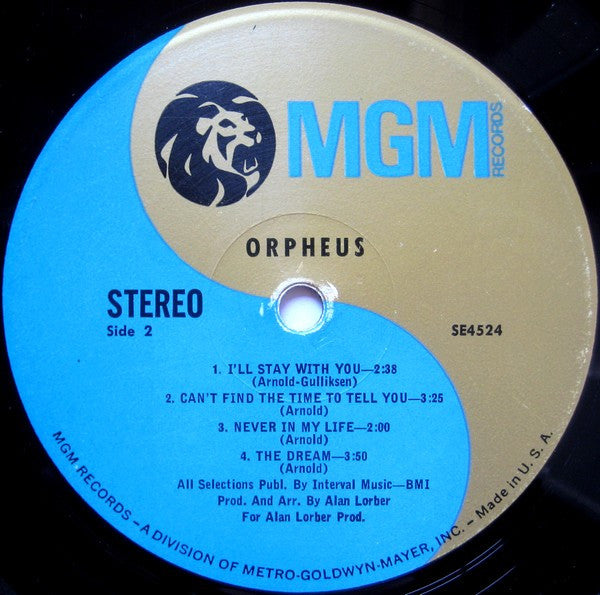 MGM
RECORDS
ORPHEUS
STEREO
Side 2
SE4524
1. I'LL STAY WITH YOU—2:38
(Arnold-Gulliksen)
2. CAN'T FIND THE TIME TO TELL YOU—3:25
(Arnold)
3. NEVER IN MY LIFE—2:00
(Arnold)
4. THE DREAM—3:50
(Arnold)
All Selections Publ. By Interval Music—BMI
Prod. And Arr. By Alan Lorber
For Alan Lorber Prod.
MGM RECORDS – A DIVISION OF METRO-GOLDWYN-MAYER, INC. – Made in U. S. A.